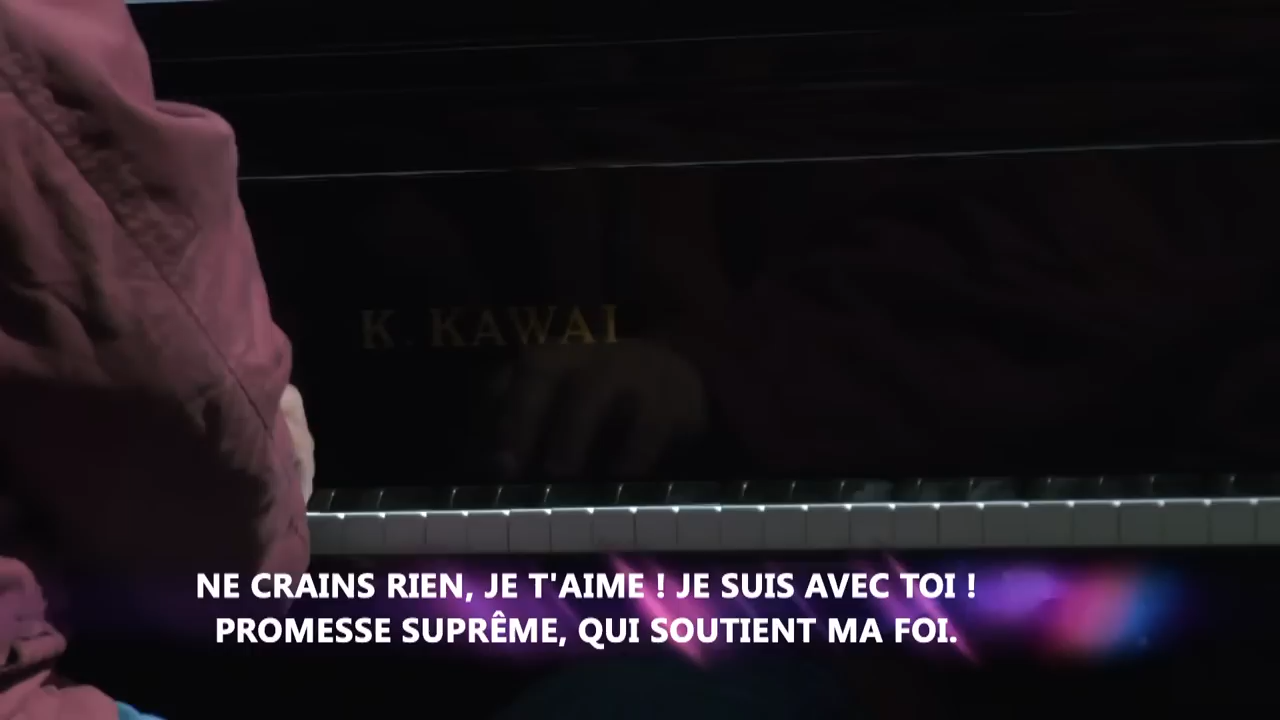 K. KAWAI
NE CRAINS RIEN, JE T'AIME ! JE SUIS AVEC TOI !
PROMESSE SUPRÊME, QUI SOUTIENT MA FOI.